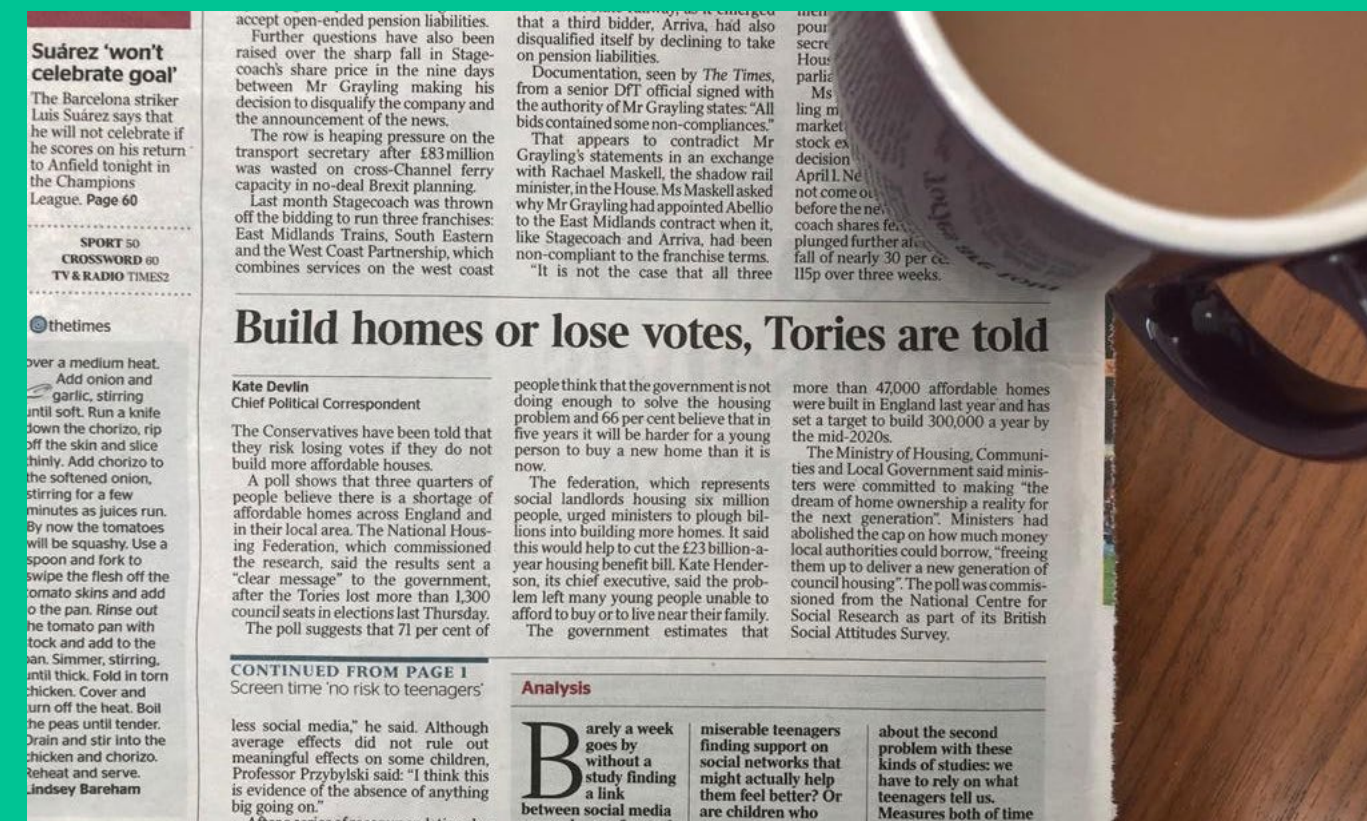 Suárez ‘won’t
celebrate goal’
The Barcelona striker
Luis Suárez says that
he will not celebrate if
he scores on his return
to Anfield tonight in
the Champions
League. Page 60
SPORT 50
CROSSWORD 60
TV & RADIO TIMES2
thetimes
over a medium heat.
Add onion and
garlic, stirring
until soft. Run a knife
down the chorizo, rip
off the skin and slice
thinly. Add chorizo to
the softened onion,
stirring for a few
minutes as juices run.
By now the tomatoes
will be squashy. Use a
spoon and fork to
swipe the flesh off the
tomato skins and add
to the pan. Rinse out
the tomato pan with
stock and add to the
pan. Simmer, stirring,
until thick. Fold in torn
chicken. Cover and
turn off the heat. Boil
the peas until tender.
Drain and stir into the
chicken and chorizo.
Reheat and serve.
Lindsey Bareham
accept open-ended pension liabilities.
Further questions have also been
raised over the sharp fall in Stage-
coach’s share price in the nine days
between Mr Grayling making his
decision to disqualify the company and
the announcement of the news.
The row is heaping pressure on the
transport secretary after £83million
was wasted on cross-Channel ferry
capacity in no-deal Brexit planning.
Last month Stagecoach was thrown
off the bidding to run three franchises:
East Midlands Trains, South Eastern
and the West Coast Partnership, which
combines services on the west coast
that a third bidder, Arriva, had also
disqualified itself by declining to take
on pension liabilities.
Documentation, seen by The Times,
from a senior DfT official signed with
the authority of Mr Grayling states: “All
bids contained some non-compliances.”
That appears to contradict Mr
Grayling’s statements in an exchange
with Rachael Maskell, the shadow rail
minister, in the House. Ms Maskell asked
why Mr Grayling had appointed Abellio
to the East Midlands contract when it,
like Stagecoach and Arriva, had been
non-compliant to the franchise terms.
“It is not the case that all three
pour
secre
Hous
parlia
Ms
ling m
market
stock ex
decision
April 1. Ne
not come ou
before the ne
coach shares fe
plunged further
fall of nearly 30 per
115p over three weeks.
Build homes or lose votes, Tories are told
Kate Devlin
Chief Political Correspondent
The Conservatives have been told that
they risk losing votes if they do not
build more affordable houses.
A poll shows that three quarters of
people believe there is a shortage of
affordable homes across England and
in their local area. The National Hous-
ing Federation, which commissioned
the research, said the results sent a
“clear message” to the government,
after the Tories lost more than 1,300
council seats in elections last Thursday.
The poll suggests that 71 per cent of
people think that the government is not
doing enough to solve the housing
problem and 66 per cent believe that in
five years it will be harder for a young
person to buy a new home than it is
now.
The federation, which represents
social landlords housing six million
people, urged ministers to plough bil-
lions into building more homes. It said
this would help to cut the £23billion-a-
year housing benefit bill. Kate Hender-
son, its chief executive, said the prob-
lem left many young people unable to
afford to buy or to live near their family.
The government estimates that
more than 47,000 affordable homes
were built in England last year and has
set a target to build 300,000 a year by
the mid-2020s.
The Ministry of Housing, Communi-
ties and Local Government said minis-
ters were committed to making “the
dream of home ownership a reality for
the next generation”. Ministers had
abolished the cap on how much money
local authorities could borrow, “freeing
them up to deliver a new generation of
council housing”. The poll was commis-
sioned from the National Centre for
Social Research as part of its British
Social Attitudes Survey.
CONTINUED FROM PAGE 1
Screen time ‘no risk to teenagers’
less social media,” he said. Although
average effects did not rule out
meaningful effects on some children,
Professor Przybylski said: “I think this
is evidence of the absence of anything
big going on.”
Analysis
Barely a week
goes by
without a
study finding
a link
between social media
miserable teenagers
finding support on
social networks that
might actually help
them feel better? Or
are children who
about the second
problem with these
kinds of studies: we
have to rely on what
teenagers tell us.
Measures both of time